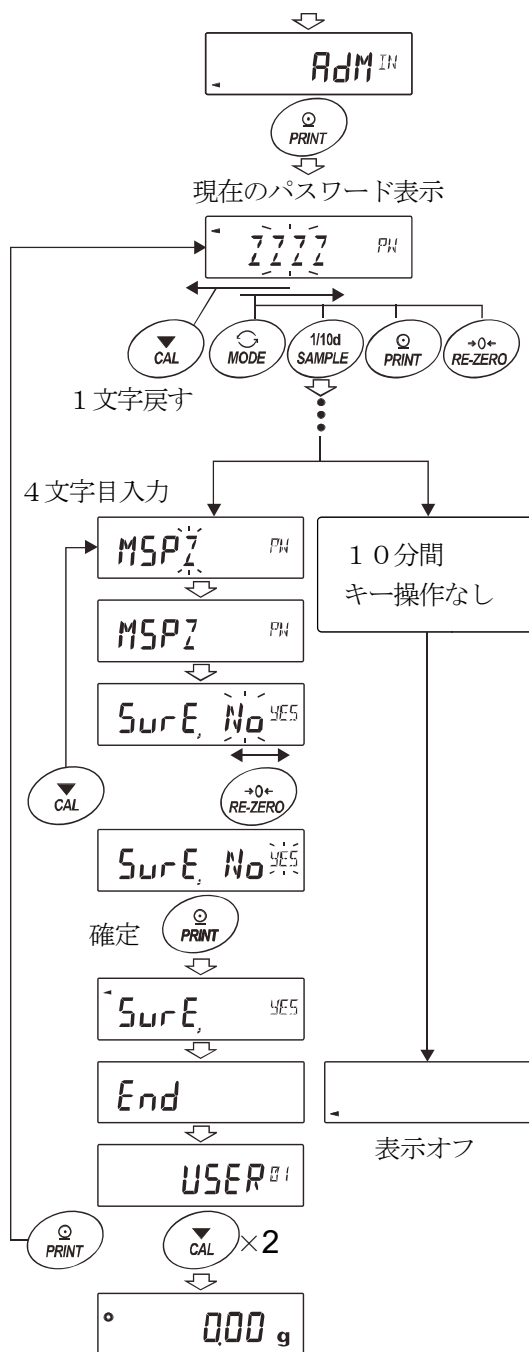 AdM IN
PRINT
現在のパスワード表示
ZZZZ PW
CAL
MODE
1/10d
SAMPLE
PRINT
→0←
RE-ZERO
1文字戻す
4文字目入力
MSPZ PW
10分間
キー操作なし
MSPZ PW
SurE, No YES
CAL
→0←
RE-ZERO
SurE, No YES
確定
PRINT
SurE, YES
End
表示オフ
USER 01
PRINT
CAL
×2
0.00 g